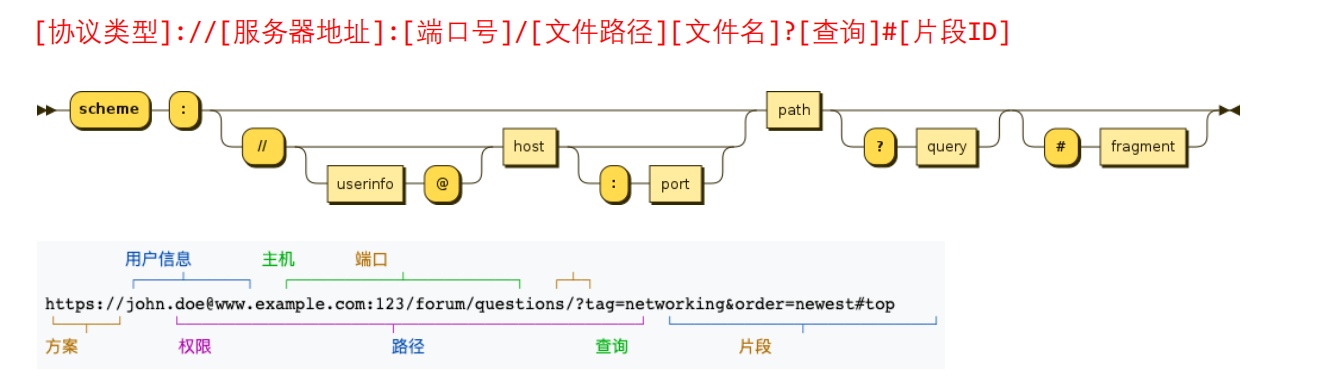 [协议类型]://[服务器地址]:[端口号]/[文件路径][文件名]?[查询]#[片段ID]
scheme : path
// host ? query # fragment
userinfo @ : port
用户信息 主机 端口
https://john.doe@www.example.com:123/forum/questions/?tag=networking&order=newest#top
方案 权限 路径 查询 片段